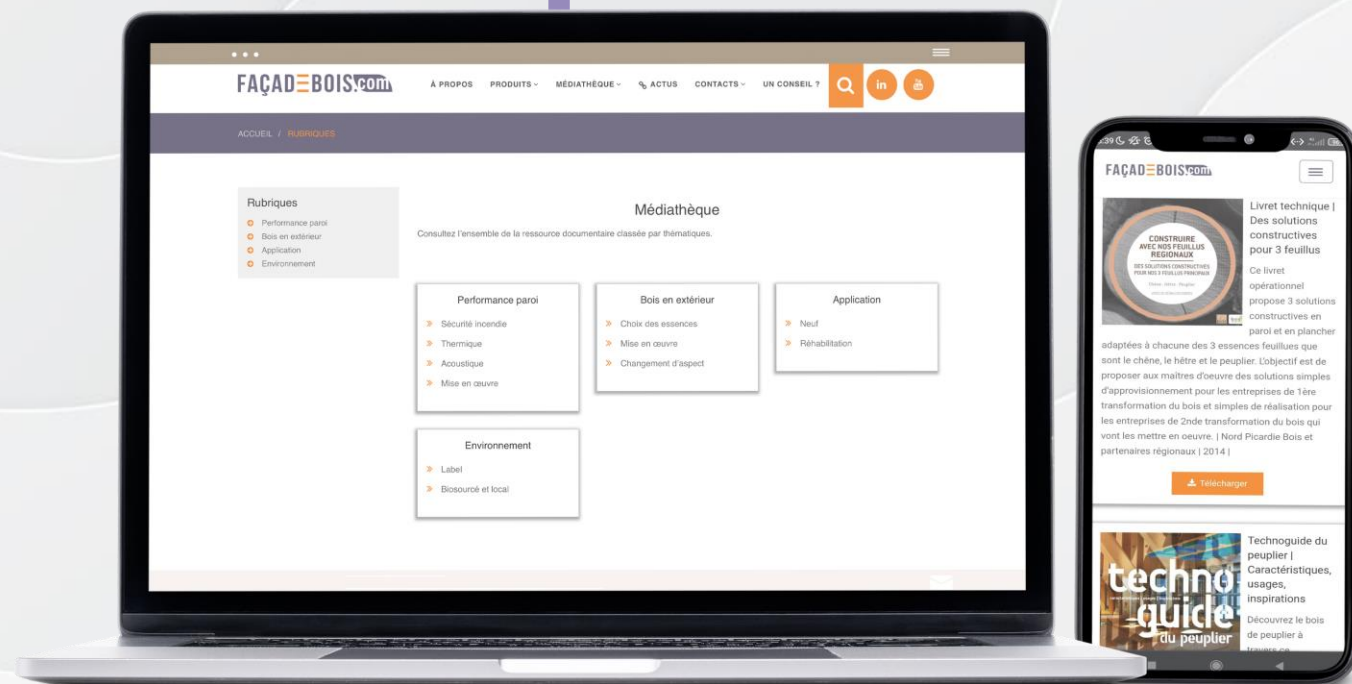 FAÇADEBOIS.com
À PROPOS PRODUITS MÉDIATHÈQUE ACTUS CONTACTS UN CONSEIL ?
in
ACCUEIL / RUBRIQUES
Rubriques
Performance paroi
Bois en extérieur
Application
Environnement
Médiathèque
Consultez l'ensemble de la ressource documentaire classée par thématiques.
Performance paroi
Sécurité incendie
Thermique
Acoustique
Mise en œuvre
Bois en extérieur
Choix des essences
Mise en œuvre
Changement d'aspect
Application
Neuf
Réhabilitation
Environnement
Label
Biosourcé et local
FAÇADEBOIS.com
CONSTRUIRE
AVEC NOS FEUILLUS
REGIONAUX
DES SOLUTIONS CONSTRUCTIVES
POUR NOS 3 FEUILLUS PRINCIPAUX
Livret technique |
Des solutions
constructives
pour 3 feuillus
Ce livret
opérationnel
propose 3 solutions
constructives en
paroi et en plancher
adaptées à chacune des 3 essences feuillues que
sont le chêne, le hêtre et le peuplier. L'objectif est de
proposer aux maîtres d'oeuvre des solutions simples
d'approvisionnement pour les entreprises de 1ère
transformation du bois et simples de réalisation pour
les entreprises de 2nde transformation du bois qui
vont les mettre en oeuvre. | Nord Picardie Bois et
partenaires régionaux | 2014 |
Télécharger
techno
guide
du peuplier
Technoguide du
peuplier |
Caractéristiques,
usages,
inspirations
Découvrez le bois
de peuplier à
travers ce